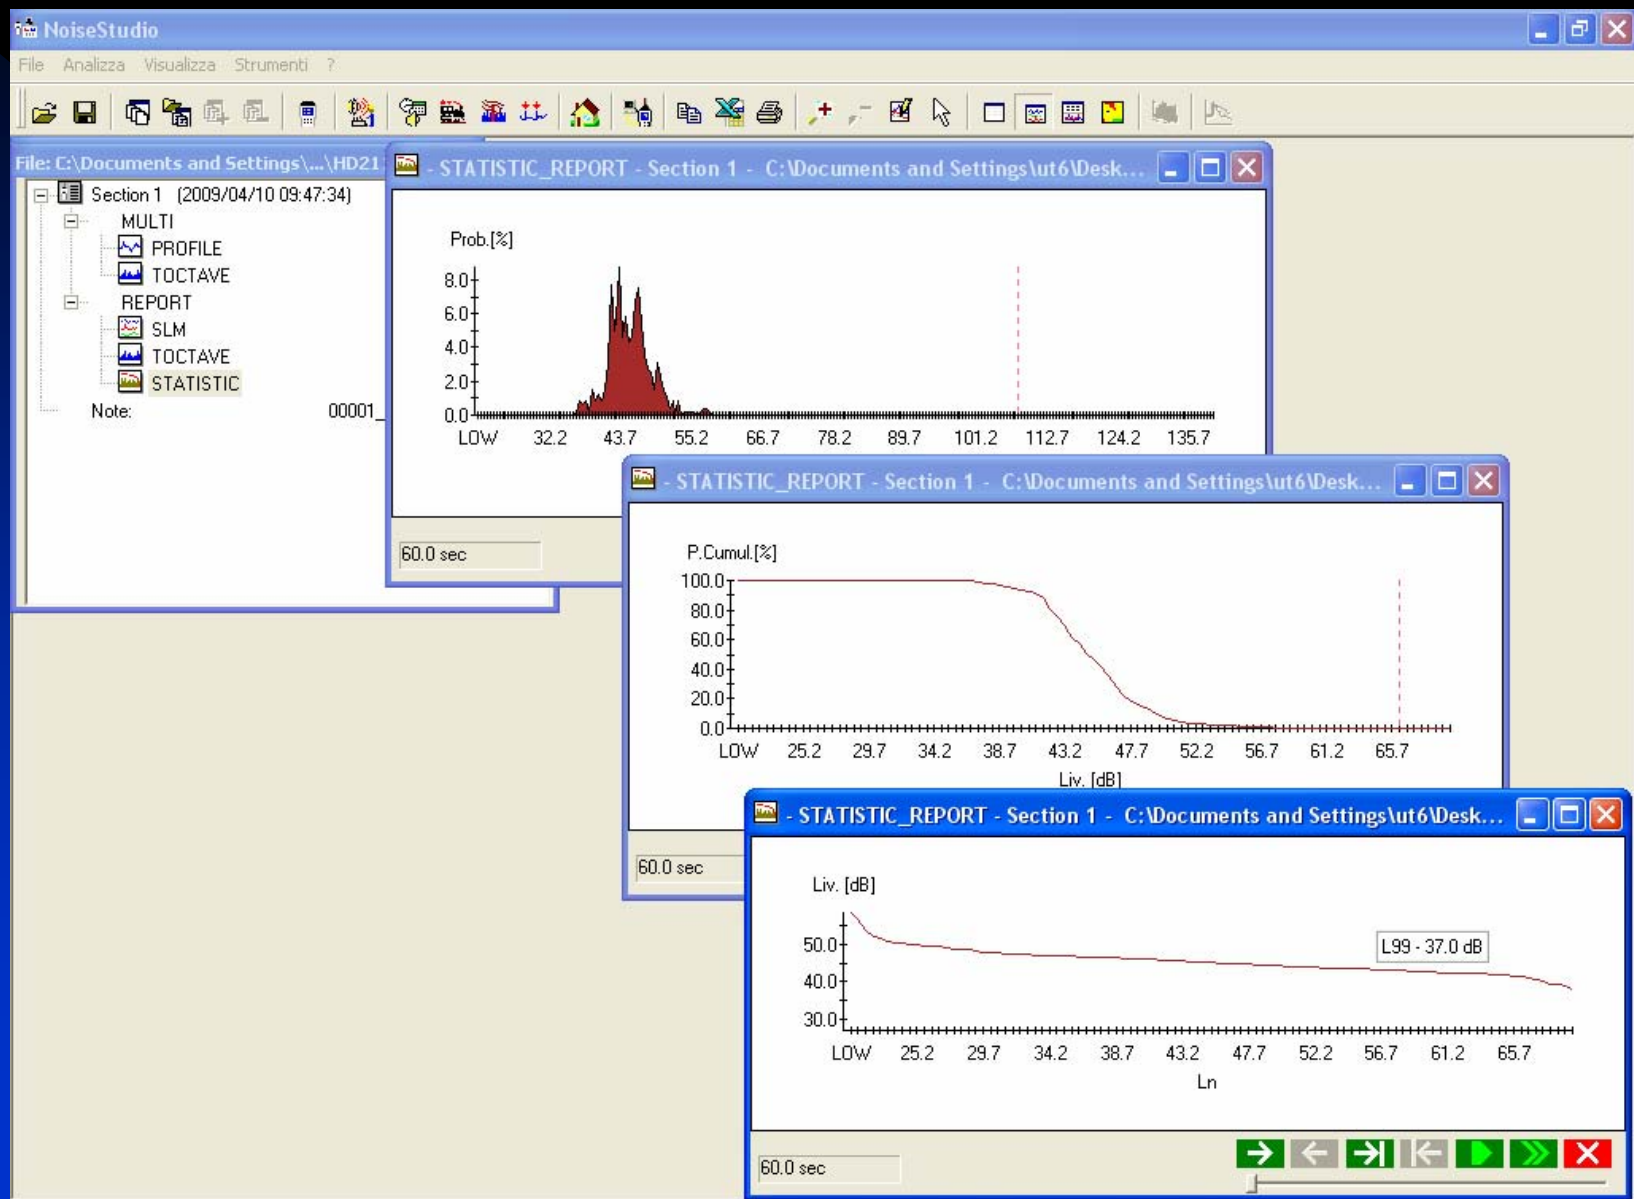 NoiseStudio
File Analizza Visualizza Strumenti ?
File: C:\Documents and Settings\...\HD21
Section 1 (2009/04/10 09:47:34)
MULTI
PROFILE
TOCTAVE
REPORT
SLM
TOCTAVE
STATISTIC
Note: 00001_
- STATISTIC_REPORT - Section 1 - C:\Documents and Settings\ut6\Desk...
Prob.[%]
8.0
6.0
4.0
2.0
0.0
LOW 32.2 43.7 55.2 66.7 78.2 89.7 101.2 112.7 124.2 135.7
60.0 sec
- STATISTIC_REPORT - Section 1 - C:\Documents and Settings\ut6\Desk...
P.Cumul.[%]
100.0
80.0
60.0
40.0
20.0
0.0
LOW 25.2 29.7 34.2 38.7 43.2 47.7 52.2 56.7 61.2 65.7
Liv. [dB]
60.0 sec
- STATISTIC_REPORT - Section 1 - C:\Documents and Settings\ut6\Desk...
Liv. [dB]
50.0
40.0
30.0
L99 - 37.0 dB
LOW 25.2 29.7 34.2 38.7 43.2 47.7 52.2 56.7 61.2 65.7
Ln
60.0 sec